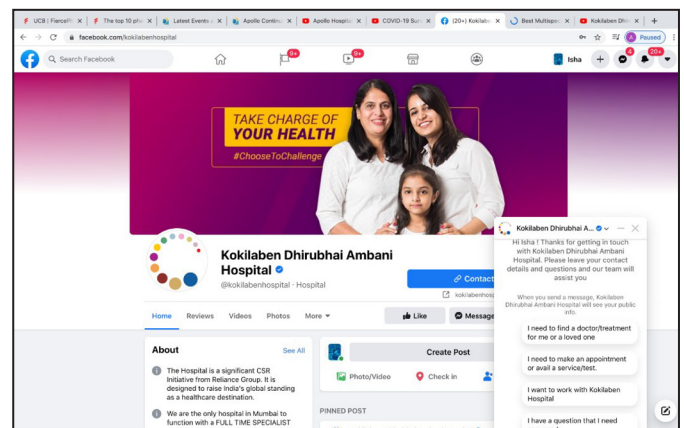 UCB | FierceP
The top 10 ph
Latest Events
Apollo Continu
Apollo Hospita
COVID-19 Sur
(20+) Kokilabe
Best Multispec
Kokilaben Dhir
facebook.com/kokilabenhospital
Paused
Search Facebook
9+
9+
Isha
4
20+
TAKE CHARGE OF
YOUR HEALTH
#ChooseToChallenge
Kokilaben Dhirubhai Ambani
Hospital
@kokilabenhospital · Hospital
Contact
kokilabenhosp
Home Reviews Videos Photos More
Like
Message
About
See All
The Hospital is a significant CSR
Initiative from Reliance Group. It is
designed to raise India's global standing
as a healthcare destination.
We are the only hospital in Mumbai to
function with a FULL TIME SPECIALIST
Create Post
Photo/Video
Check in
PINNED POST
Kokilaben Dhirubhai A...
Hi Isha ! Thanks for getting in touch
with Kokilaben Dhirubhai Ambani
Hospital. Please leave your contact
details and questions and our team will
assist you
When you send a message, Kokilaben
Dhirubhai Ambani Hospital will see your public
info.
I need to find a doctor/treatment
for me or a loved one
I need to make an appointment
or avail a service/test.
I want to work with Kokilaben
Hospital
I have a question that I need